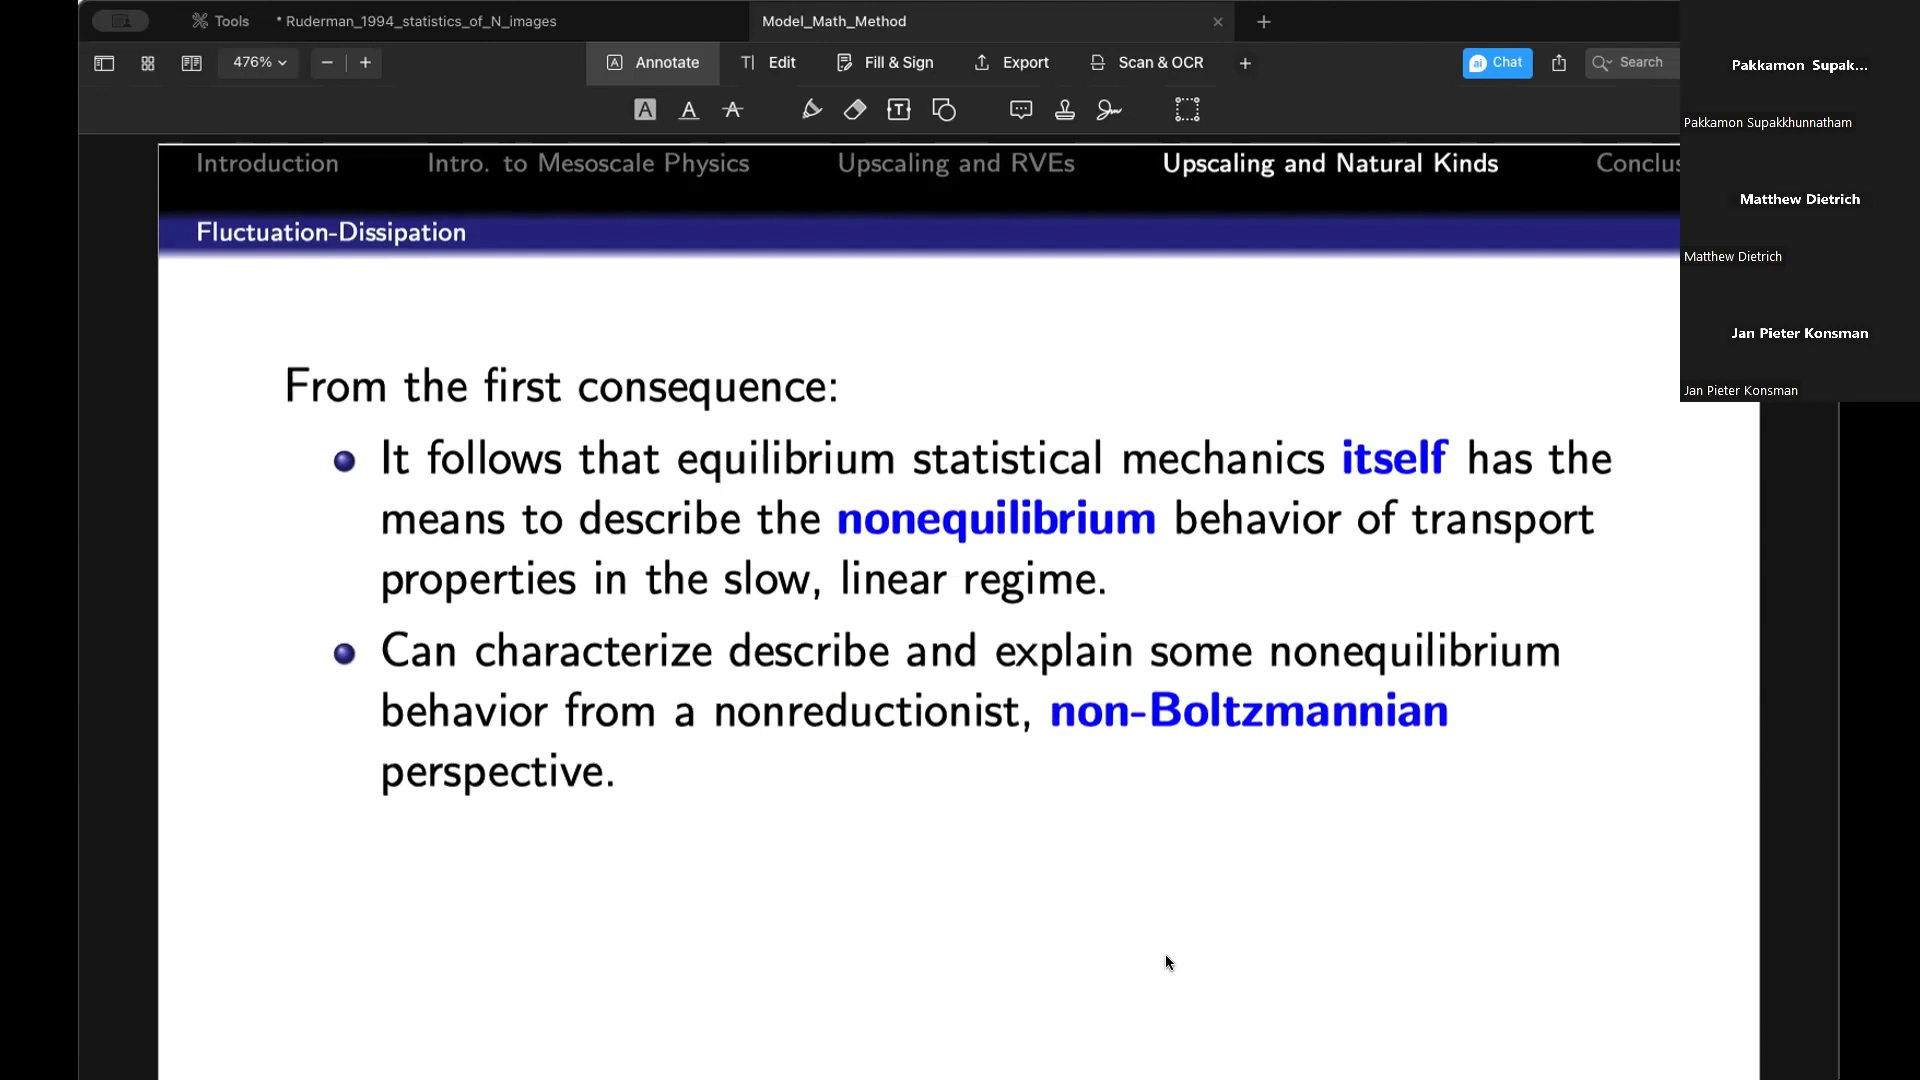 Tools
* Ruderman_1994_statistics_of_N_images
Model_Math_Method
476%
Annotate
Edit
Fill & Sign
Export
Scan & OCR
ai Chat
Search
Introduction
Intro. to Mesoscale Physics
Upscaling and RVEs
Upscaling and Natural Kinds
Conclus
Fluctuation-Dissipation
From the first consequence:
It follows that equilibrium statistical mechanics itself has the
means to describe the nonequilibrium behavior of transport
properties in the slow, linear regime.
Can characterize describe and explain some nonequilibrium
behavior from a nonreductionist, non-Boltzmannian
perspective.
Pakkamon Supak...
Pakkamon Supakkhunnatham
Matthew Dietrich
Matthew Dietrich
Jan Pieter Konsman
Jan Pieter Konsman